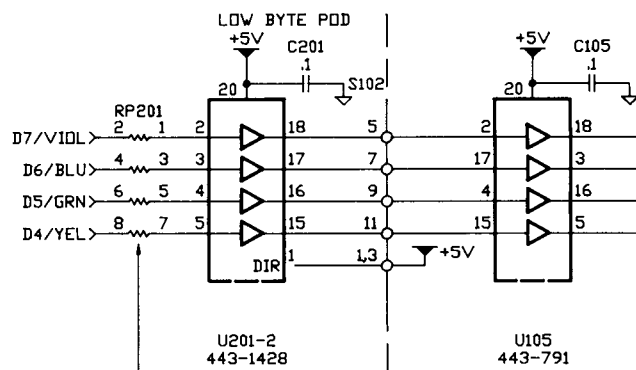 LOW BYTE POD
+5V C201 +5V C105
.1 S102 .1
20 20
RP201
D7/VIOL 2 1 2 18 5 2 18
D6/BLU 4 3 3 17 7 17 3
D5/GRN 6 5 4 16 9 4 16
D4/YEL 8 7 5 15 11 15 5
DIR 1 1,3 +5V
U201-2 U105
443-1428 443-791